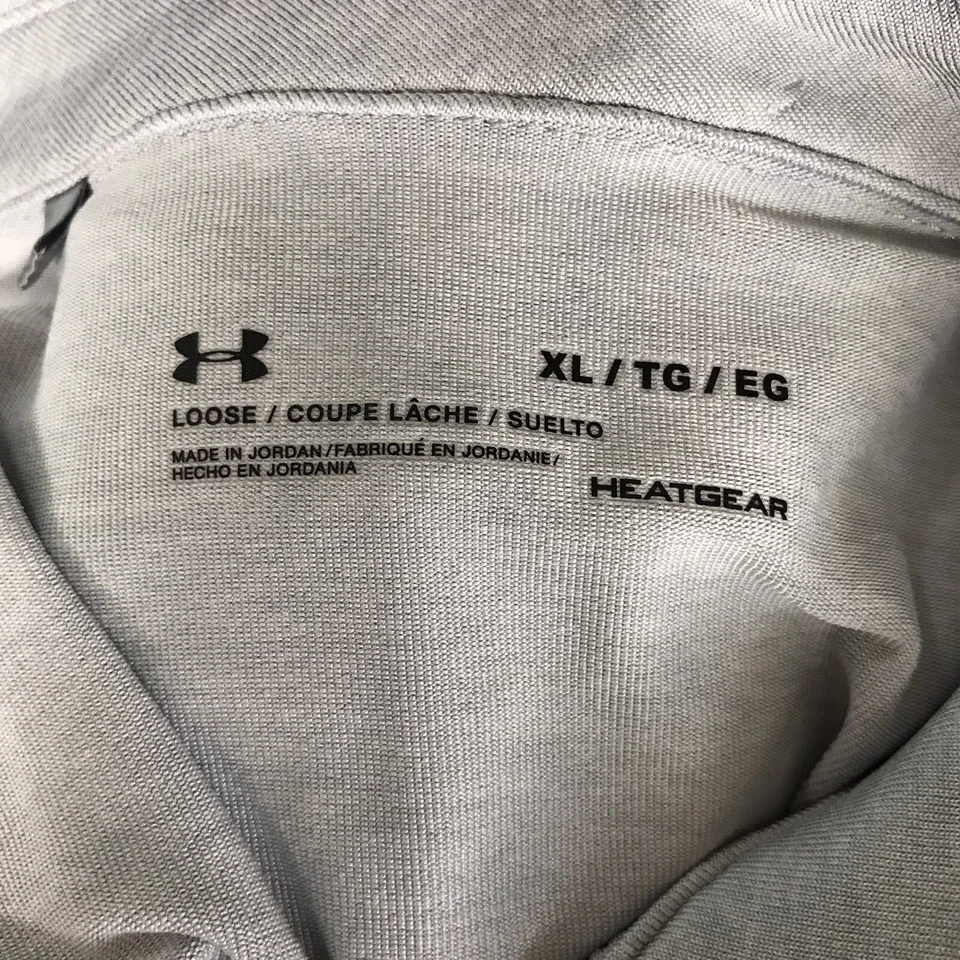 XL / TG / EG
LOOSE / COUPE LÂCHE / SUELTO
MADE IN JORDAN/FABRIQUÉ EN JORDANIE/
HECHO EN JORDANIA
HEATGEAR